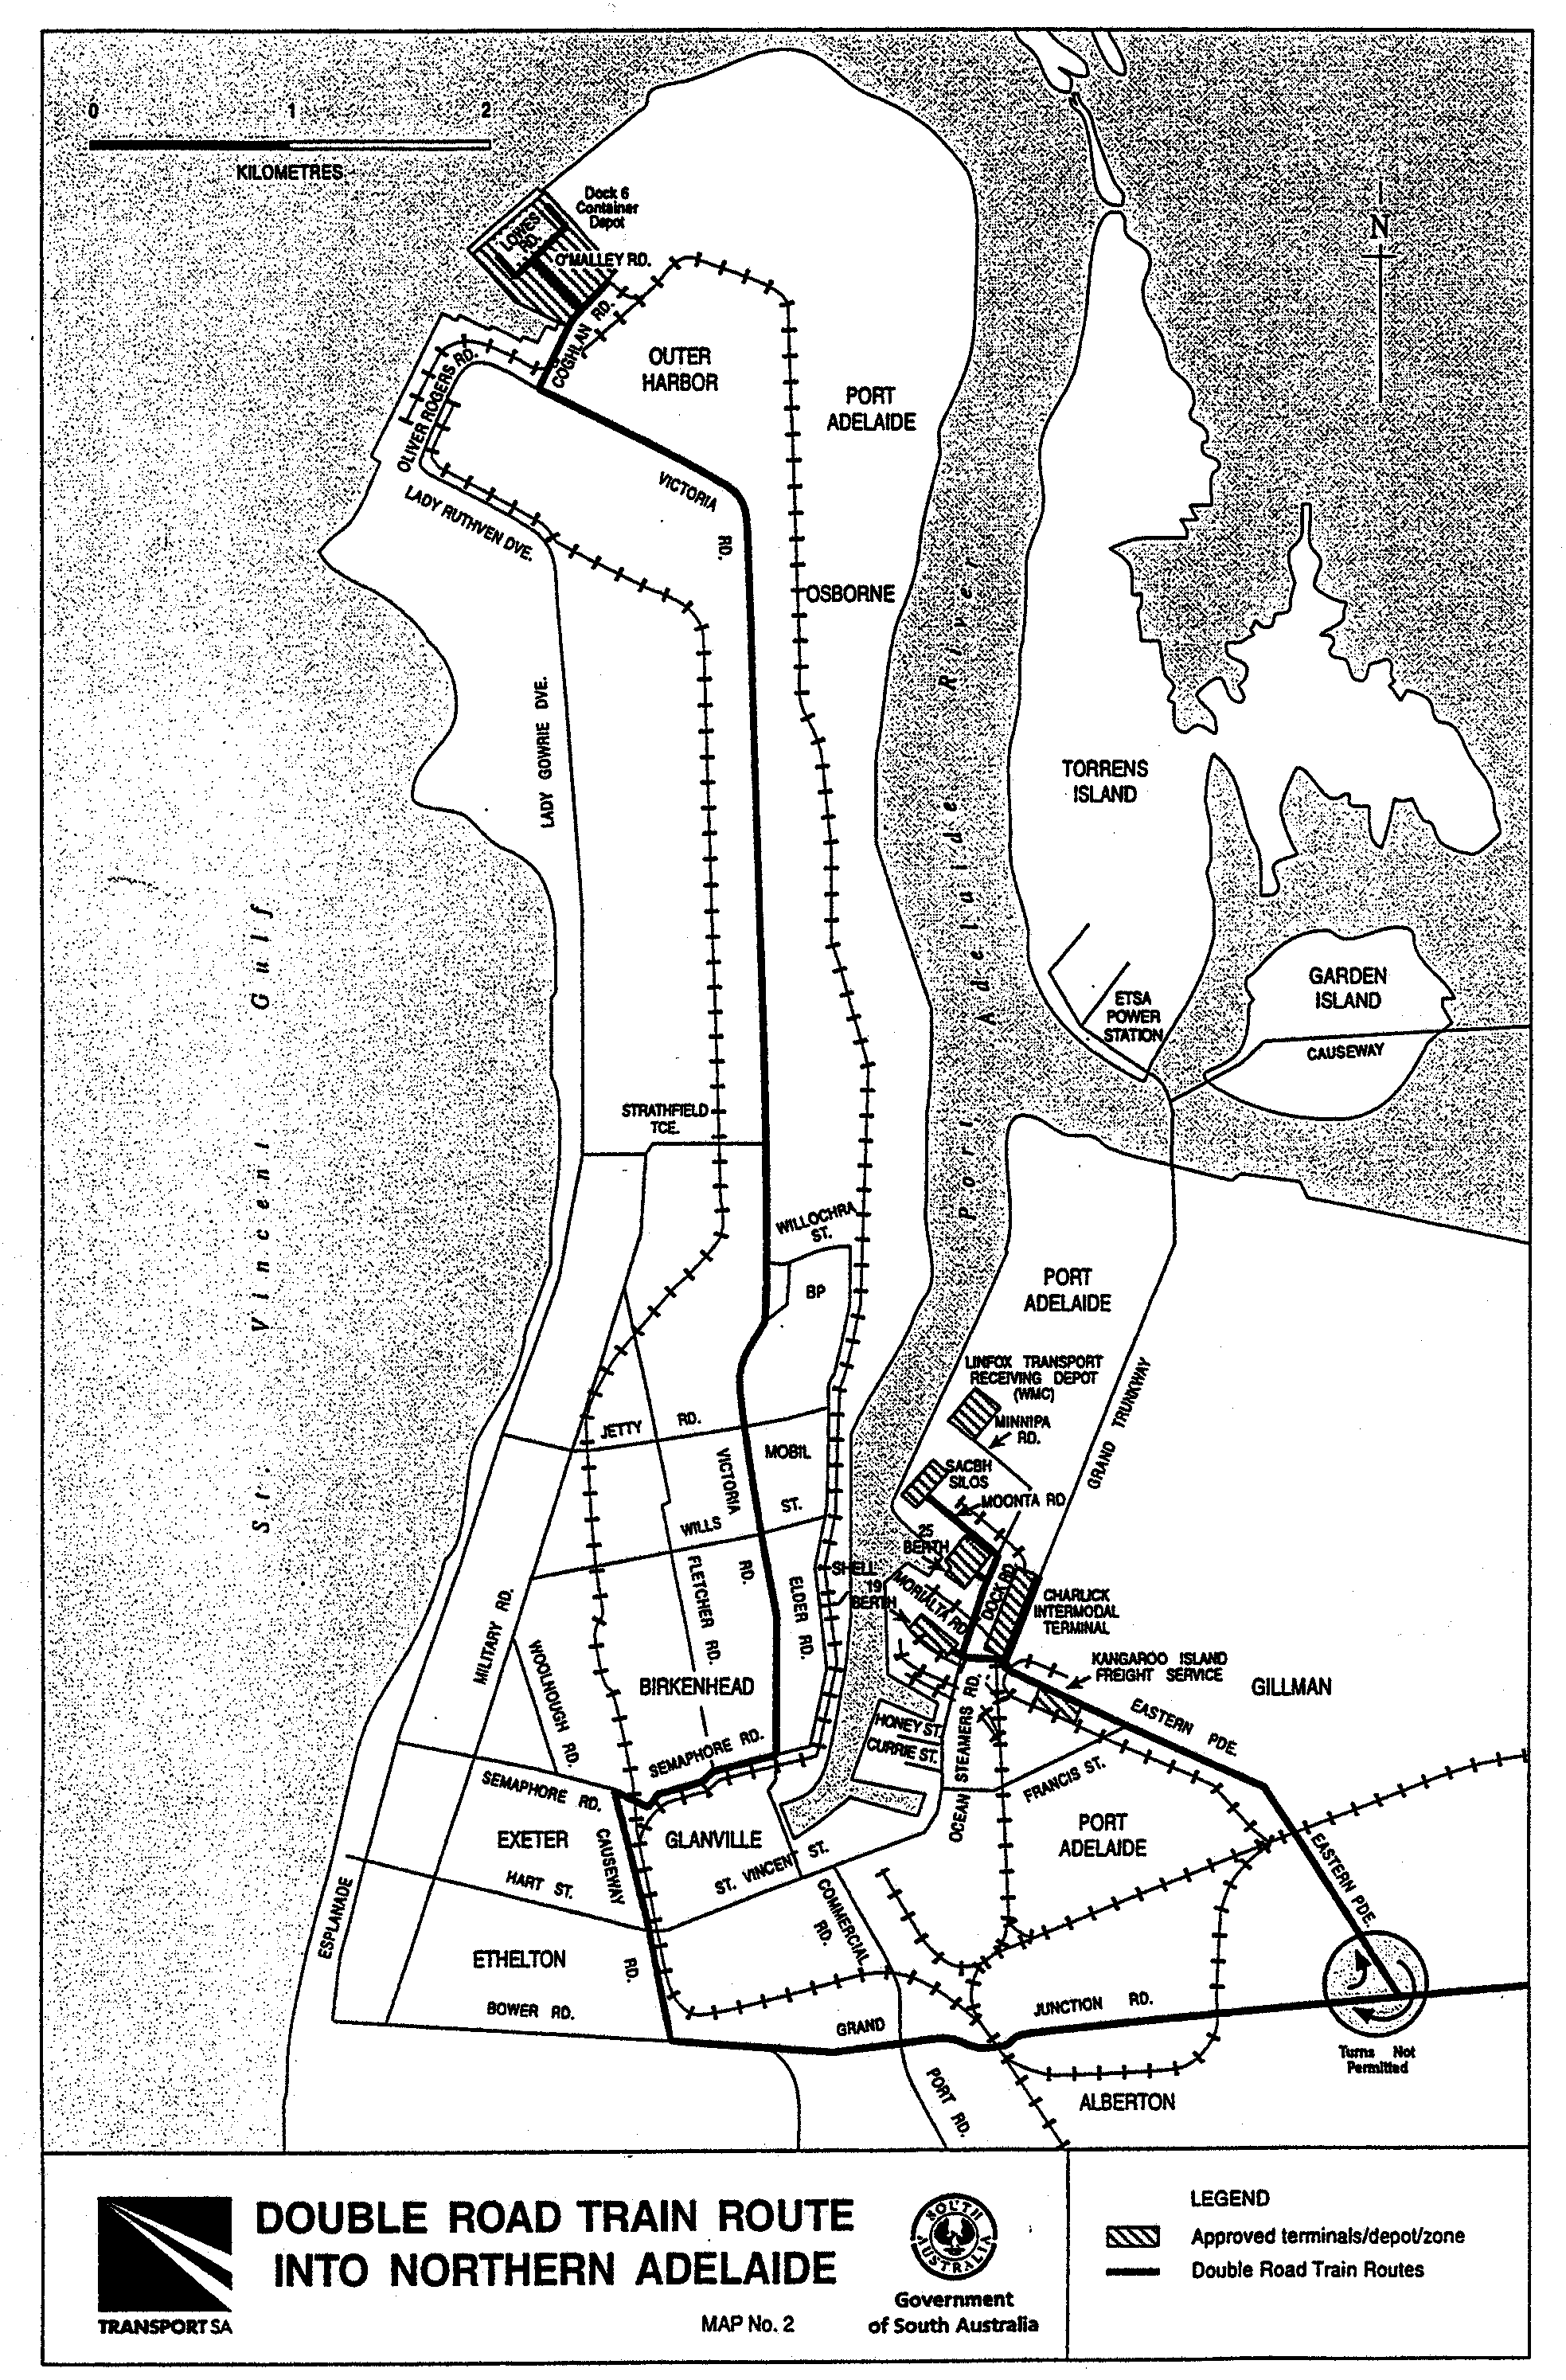 0 1 2
KILOMETRES
Dock 6
Container
Depot
LOWES
RD.
O'MALLEY RD.
N
COGHLAN RD.
OUTER
HARBOR
PORT
ADELAIDE
OLIVER ROGERS RD.
VICTORIA
RD.
LADY RUTHVEN DVE.
OSBORNE
LADY GOWRIE DVE.
Port Adelaide River
TORRENS
ISLAND
St. Vincent Gulf
ETSA
POWER
STATION
GARDEN
ISLAND
CAUSEWAY
STRATHFIELD
TCE.
WILLOCHRA
ST.
BP
PORT
ADELAIDE
LINFOX TRANSPORT
RECEIVING DEPOT
(WMC)
MINNIPA
RD.
GRAND TRUNKWAY
JETTY RD.
MOBIL
VICTORIA
RD.
SACBH
SILOS
MOONTA RD.
WILLS ST.
25
BERTH
SHELL
19
BERTH
MORIALTA RD.
DOCK RD.
CHARLICK
INTERMODAL
TERMINAL
FLETCHER RD.
ELDER RD.
MILITARY RD.
WOOLNOUGH RD.
BIRKENHEAD
KANGAROO ISLAND
FREIGHT SERVICE
GILLMAN
HONEY ST.
CURRIE ST.
OCEAN STEAMERS RD.
EASTERN PDE.
SEMAPHORE RD.
SEMAPHORE RD.
FRANCIS ST.
EXETER
CAUSEWAY
RD.
GLANVILLE
PORT
ADELAIDE
HART ST.
ST. VINCENT ST.
COMMERCIAL
RD.
EASTERN PDE.
ESPLANADE
ETHELTON
BOWER RD.
GRAND
JUNCTION RD.
Turns Not
Permitted
PORT RD.
ALBERTON
TRANSPORT SA
DOUBLE ROAD TRAIN ROUTE
INTO NORTHERN ADELAIDE
MAP No. 2
SOUTH
AUSTRALIA
Government
of South Australia
LEGEND
Approved terminals/depot/zone
Double Road Train Routes